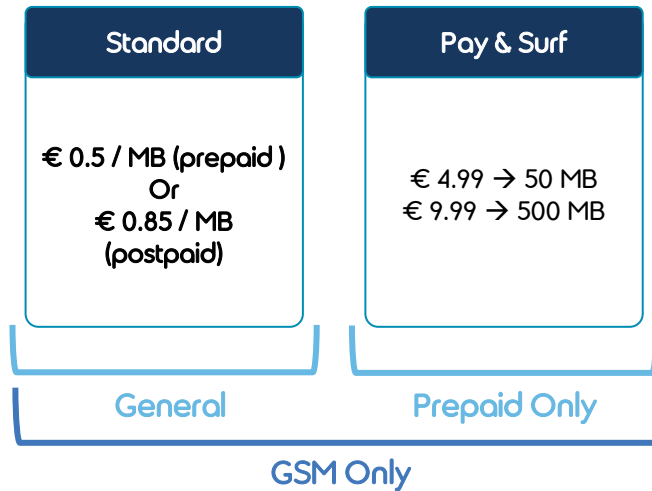 Standard
€ 0.5 / MB (prepaid )
Or
€ 0.85 / MB
(postpaid)
Pay & Surf
€ 4.99 → 50 MB
€ 9.99 → 500 MB
General
Prepaid Only
GSM Only